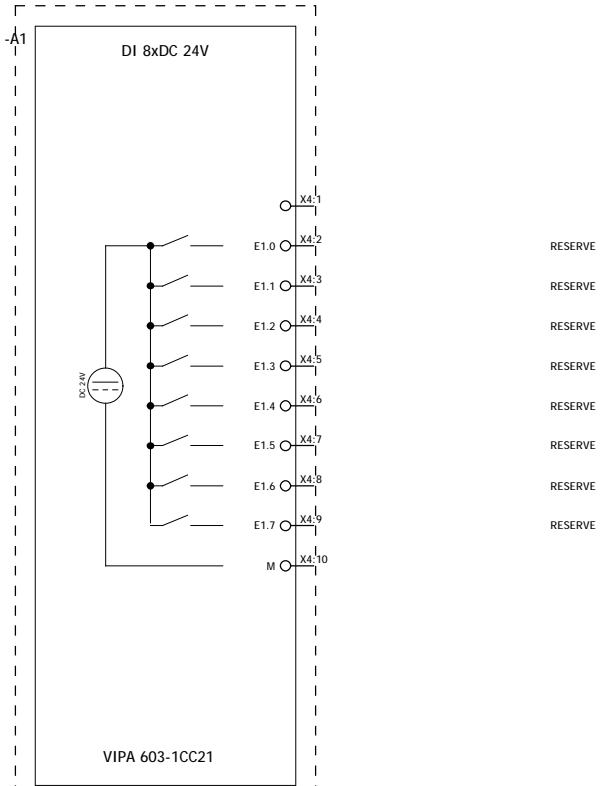 -A1
DI 8xDC 24V
X4:1
E1.0 X4:2 RESERVE
E1.1 X4:3 RESERVE
E1.2 X4:4 RESERVE
E1.3 X4:5 RESERVE
DC 24V
E1.4 X4:6 RESERVE
E1.5 X4:7 RESERVE
E1.6 X4:8 RESERVE
E1.7 X4:9 RESERVE
M X4:10
VIPA 603-1CC21